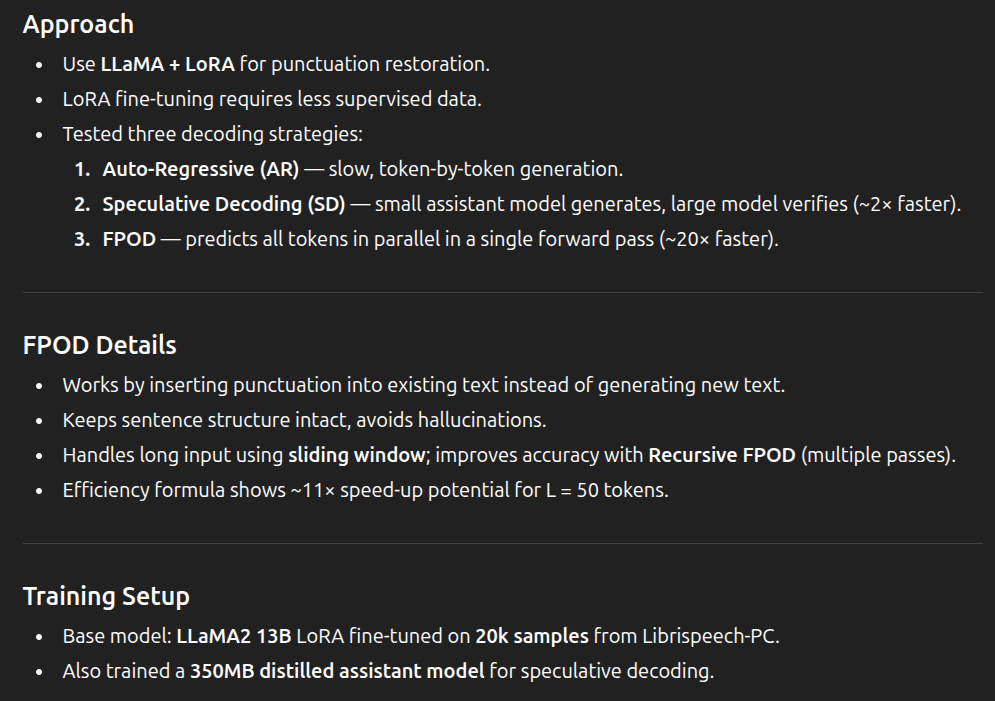 Approach
• Use LLaMA + LoRA for punctuation restoration.
• LoRA fine-tuning requires less supervised data.
• Tested three decoding strategies:
1. Auto-Regressive (AR) — slow, token-by-token generation.
2. Speculative Decoding (SD) — small assistant model generates, large model verifies (~2× faster).
3. FPOD — predicts all tokens in parallel in a single forward pass (~20× faster).
FPOD Details
• Works by inserting punctuation into existing text instead of generating new text.
• Keeps sentence structure intact, avoids hallucinations.
• Handles long input using sliding window; improves accuracy with Recursive FPOD (multiple passes).
• Efficiency formula shows ~11× speed-up potential for L = 50 tokens.
Training Setup
• Base model: LLaMA2 13B LoRA fine-tuned on 20k samples from Librispeech-PC.
• Also trained a 350MB distilled assistant model for speculative decoding.